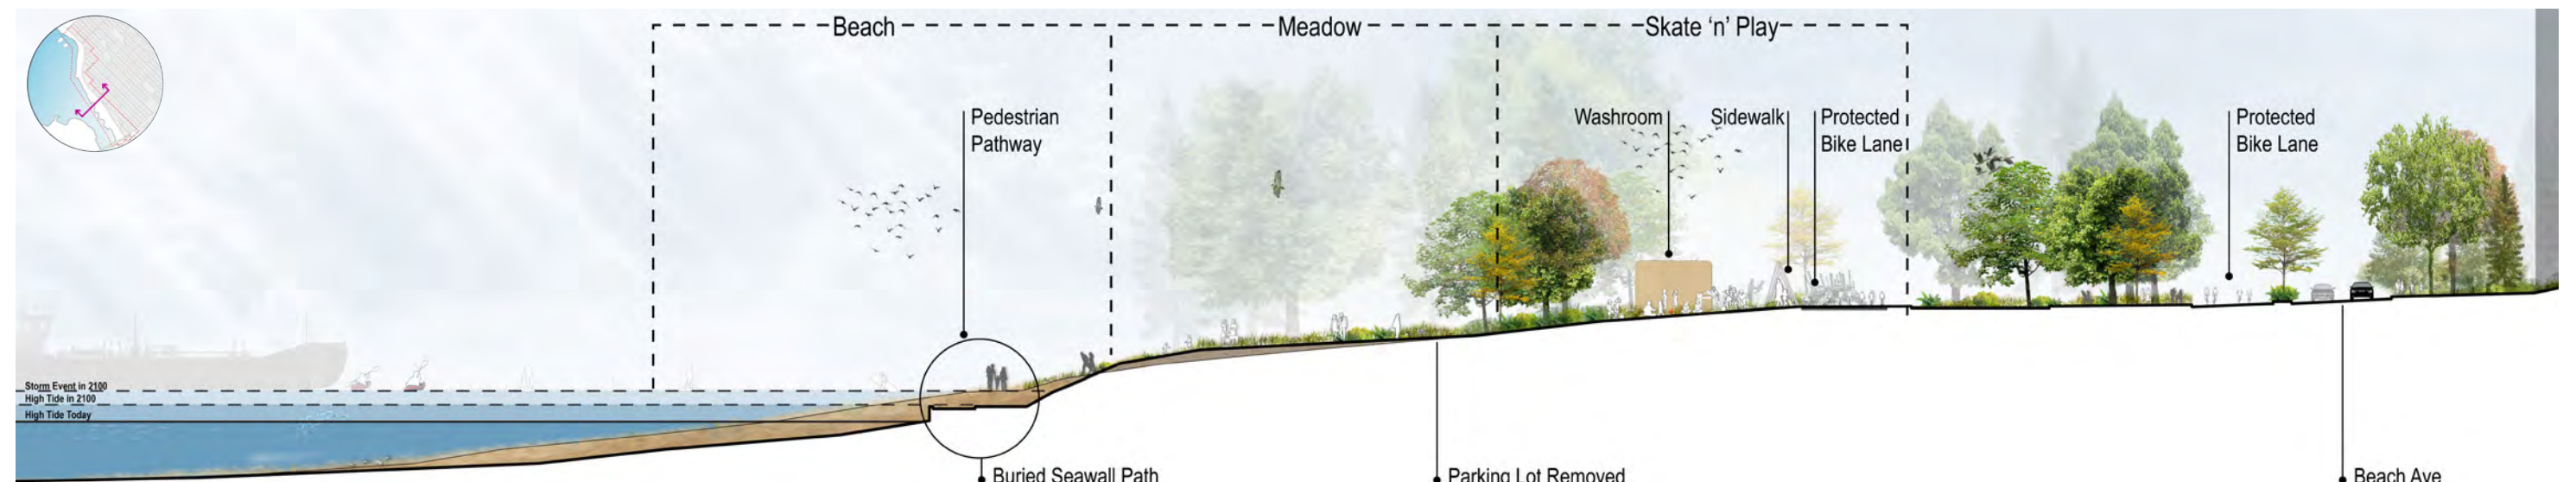 Beach
Meadow
Skate ‘n’ Play
Pedestrian
Pathway
Washroom
Sidewalk
Protected
Bike Lane
Protected
Bike Lane
Storm Event in 2100
High Tide in 2100
High Tide Today
Buried Seawall Path
Parking Lot Removed
Beach Ave